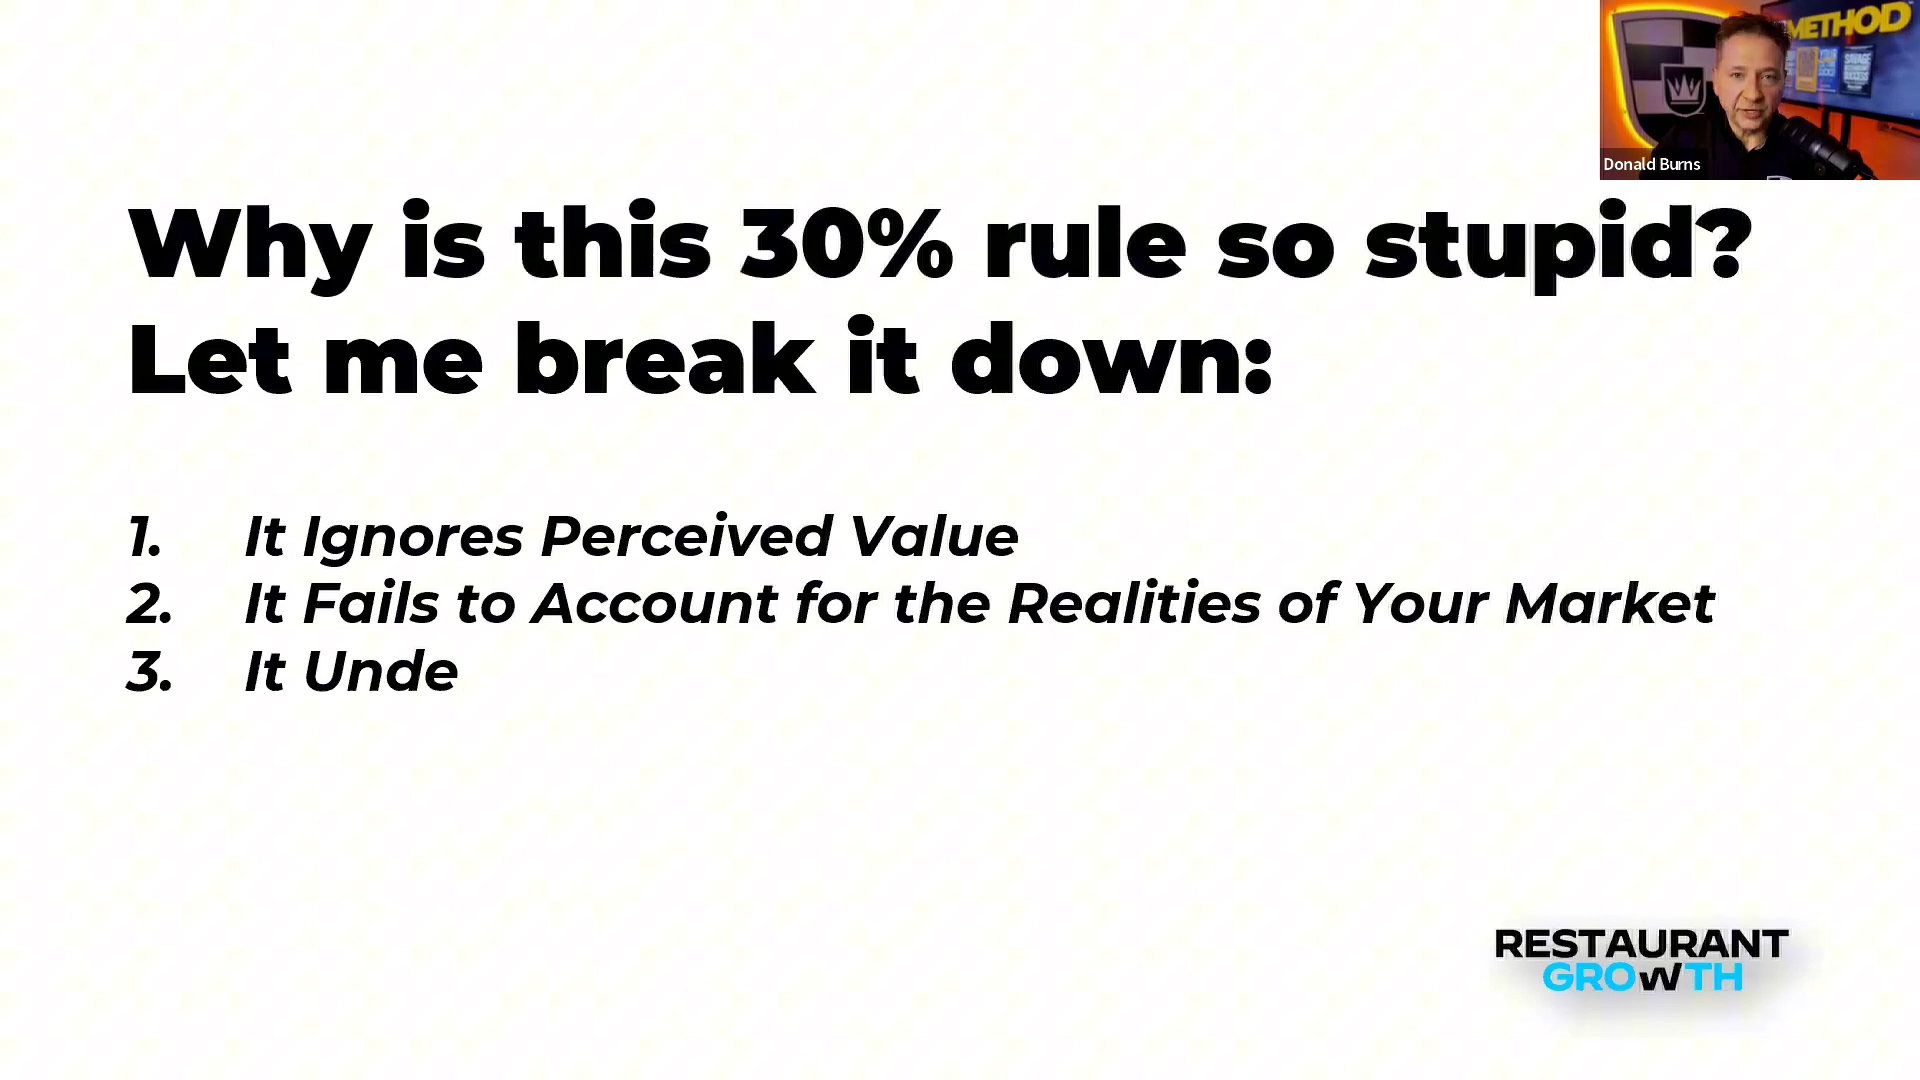 METHOD
Donald Burns
Why is this 30% rule so stupid?
Let me break it down:
1. It Ignores Perceived Value
2. It Fails to Account for the Realities of Your Market
3. It Unde
RESTAURANT
GROWTH